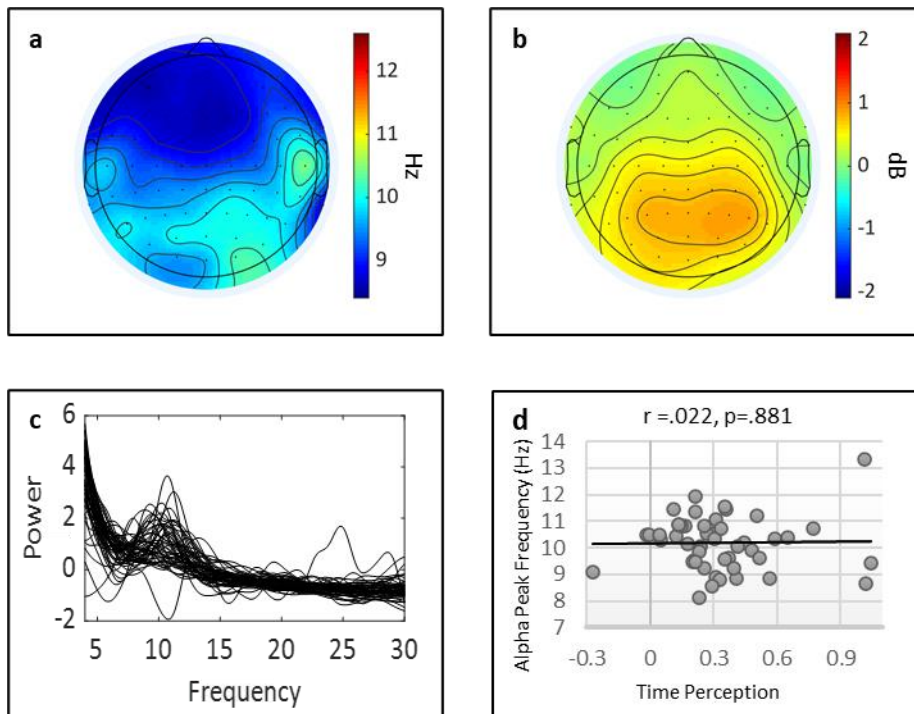 a
12
11
10
9
Hz
b
2
1
0
-1
-2
dB
c
6
4
2
0
-2
Power
5 10 15 20 25 30
Frequency
d
r =.022, p=.881
14
13
12
11
10
9
8
7
Alpha Peak Frequency (Hz)
-0.3 0 0.3 0.6 0.9
Time Perception